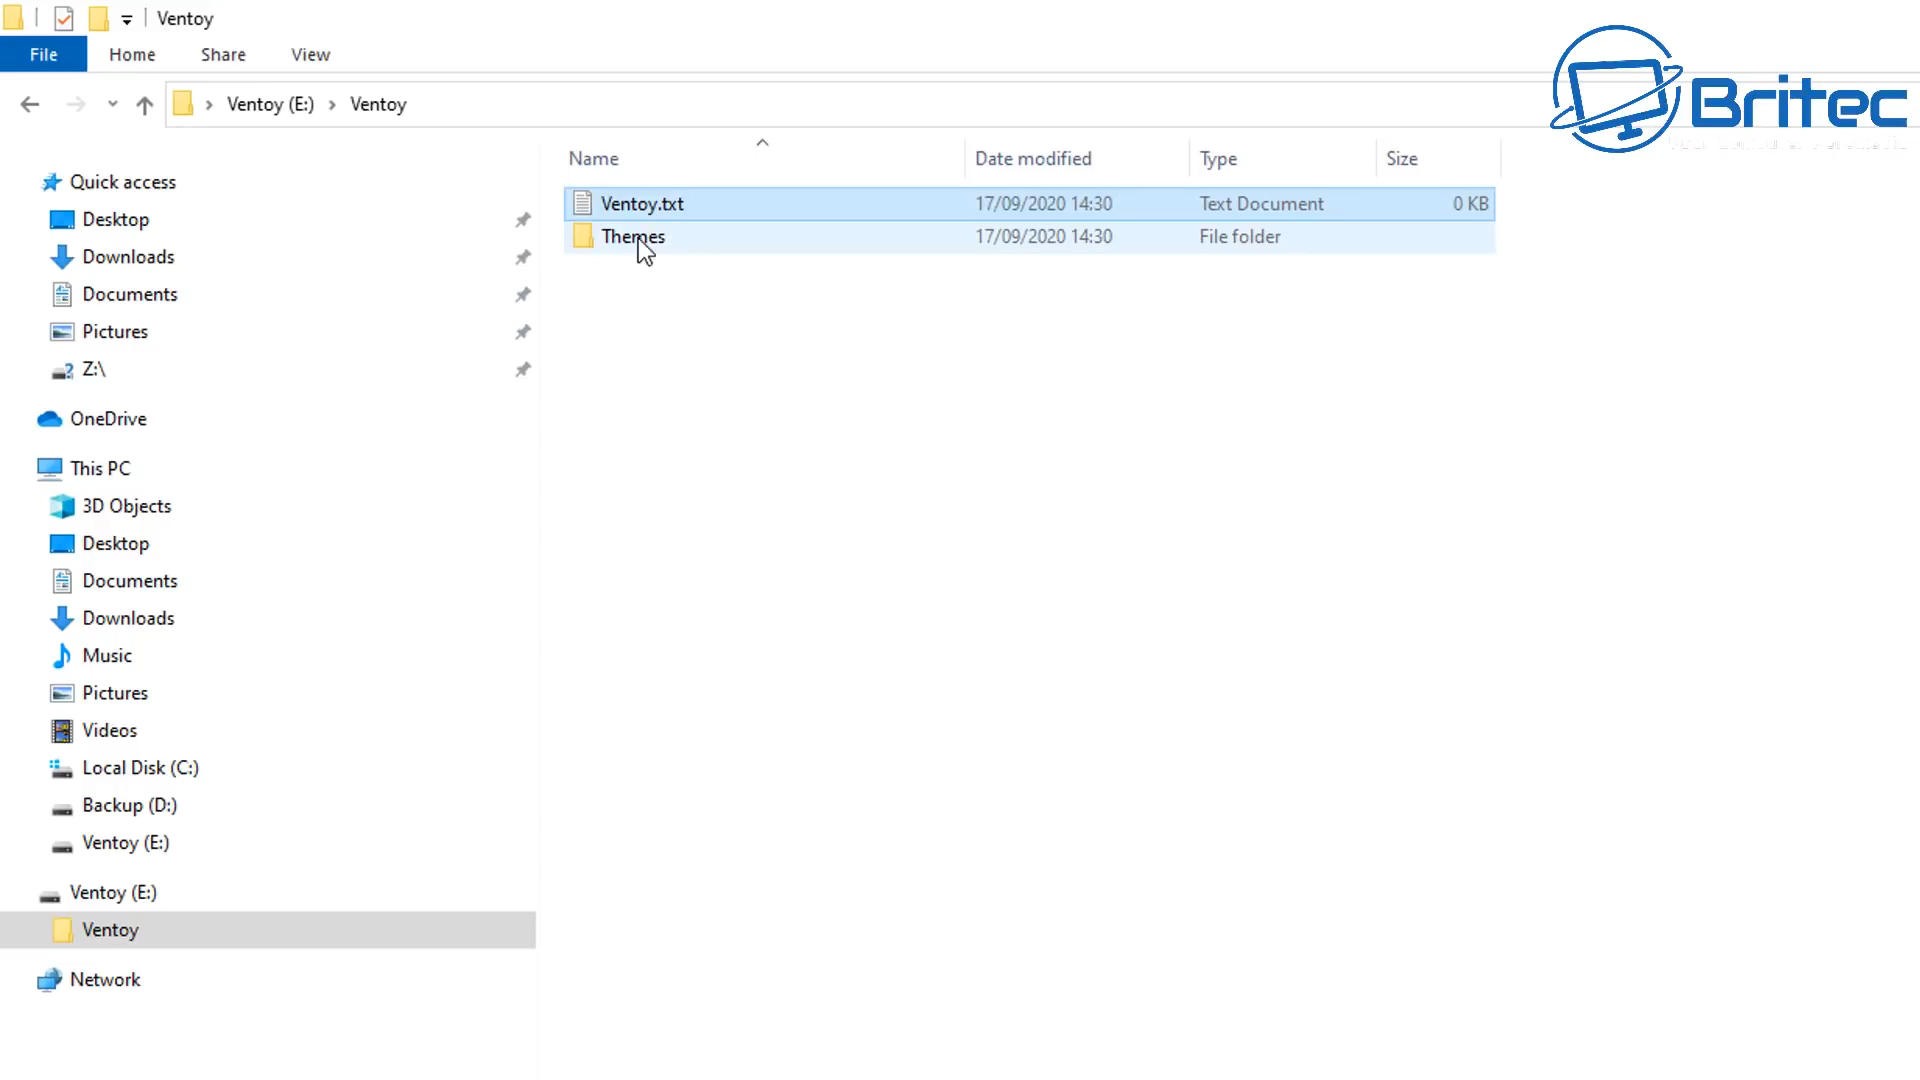 Ventoy
File Home Share View
Ventoy (E:) Ventoy
Britec
Name Date modified Type Size
Ventoy.txt 17/09/2020 14:30 Text Document 0 KB
Themes 17/09/2020 14:30 File folder
Quick access
Desktop
Downloads
Documents
Pictures
Z:\
OneDrive
This PC
3D Objects
Desktop
Documents
Downloads
Music
Pictures
Videos
Local Disk (C:)
Backup (D:)
Ventoy (E:)
Ventoy (E:)
Ventoy
Network